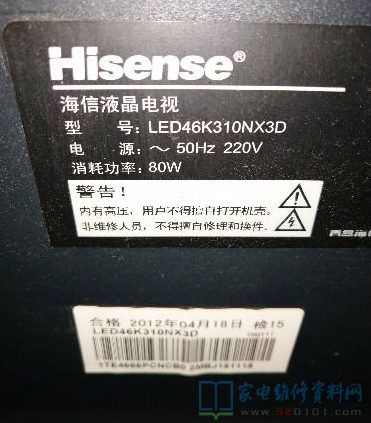 Hisense®
海信液晶电视
型 号: LED46K310NX3D
电 源: ～ 50Hz 220V
消耗功率: 80W
警告!
内有高压，用户不得擅自打开机壳。
非维修人员，不得擅自修理和换件。
合格 2012年04月18日 检15
LED46K310NX3D
家电维修资料网
www.520101.com